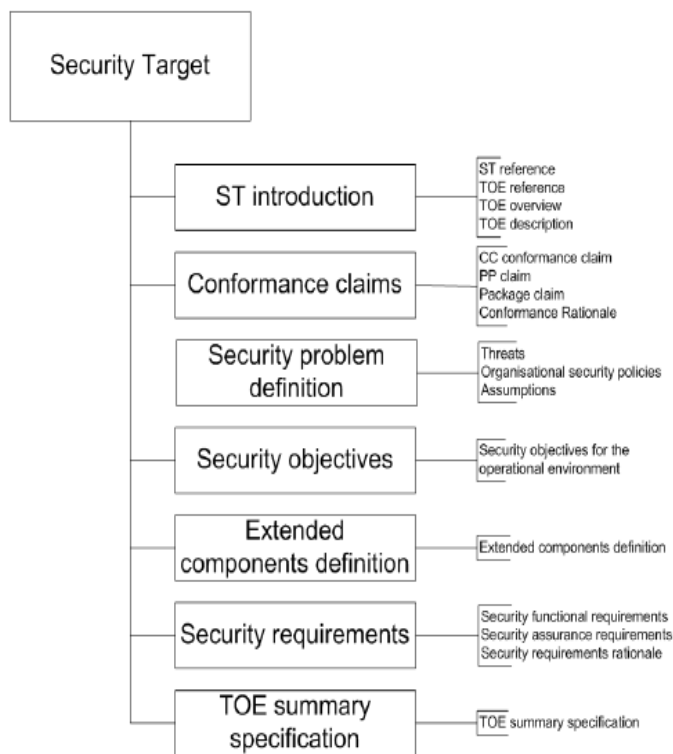 Security Target
ST introduction
ST reference
TOE reference
TOE overview
TOE description
Conformance claims
CC conformance claim
PP claim
Package claim
Conformance Rationale
Security problem
definition
Threats
Organisational security policies
Assumptions
Security objectives
Security objectives for the
operational environment
Extended
components definition
Extended components definition
Security requirements
Security functional requirements
Security assurance requirements
Security requirements rationale
TOE summary
specification
TOE summary specification